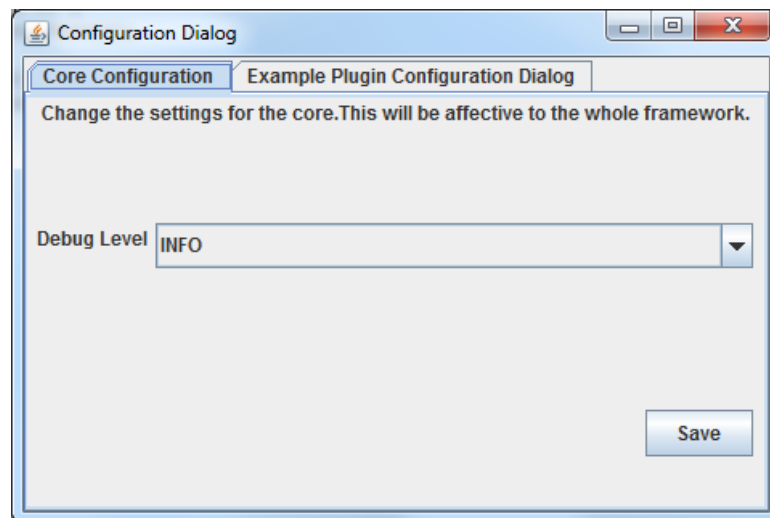 Configuration Dialog
Core Configuration
Example Plugin Configuration Dialog
Change the settings for the core.This will be affective to the whole framework.
Debug Level
INFO
Save